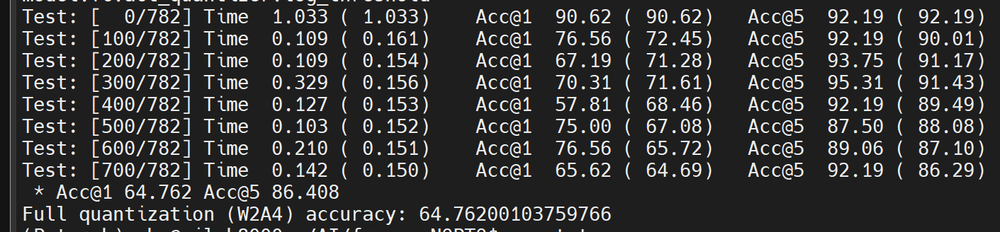 Test: [  0/782] Time  1.033 ( 1.033)    Acc@1  90.62 ( 90.62)   Acc@5  92.19 ( 92.19)
Test: [100/782] Time  0.109 ( 0.161)    Acc@1  76.56 ( 72.45)   Acc@5  92.19 ( 90.01)
Test: [200/782] Time  0.109 ( 0.154)    Acc@1  67.19 ( 71.28)   Acc@5  93.75 ( 91.17)
Test: [300/782] Time  0.329 ( 0.156)    Acc@1  70.31 ( 71.61)   Acc@5  95.31 ( 91.43)
Test: [400/782] Time  0.127 ( 0.153)    Acc@1  57.81 ( 68.46)   Acc@5  92.19 ( 89.49)
Test: [500/782] Time  0.103 ( 0.152)    Acc@1  75.00 ( 67.08)   Acc@5  87.50 ( 88.08)
Test: [600/782] Time  0.210 ( 0.151)    Acc@1  76.56 ( 65.72)   Acc@5  89.06 ( 87.10)
Test: [700/782] Time  0.142 ( 0.150)    Acc@1  65.62 ( 64.69)   Acc@5  92.19 ( 86.29)
 * Acc@1 64.762 Acc@5 86.408
Full quantization (W2A4) accuracy: 64.76200103759766